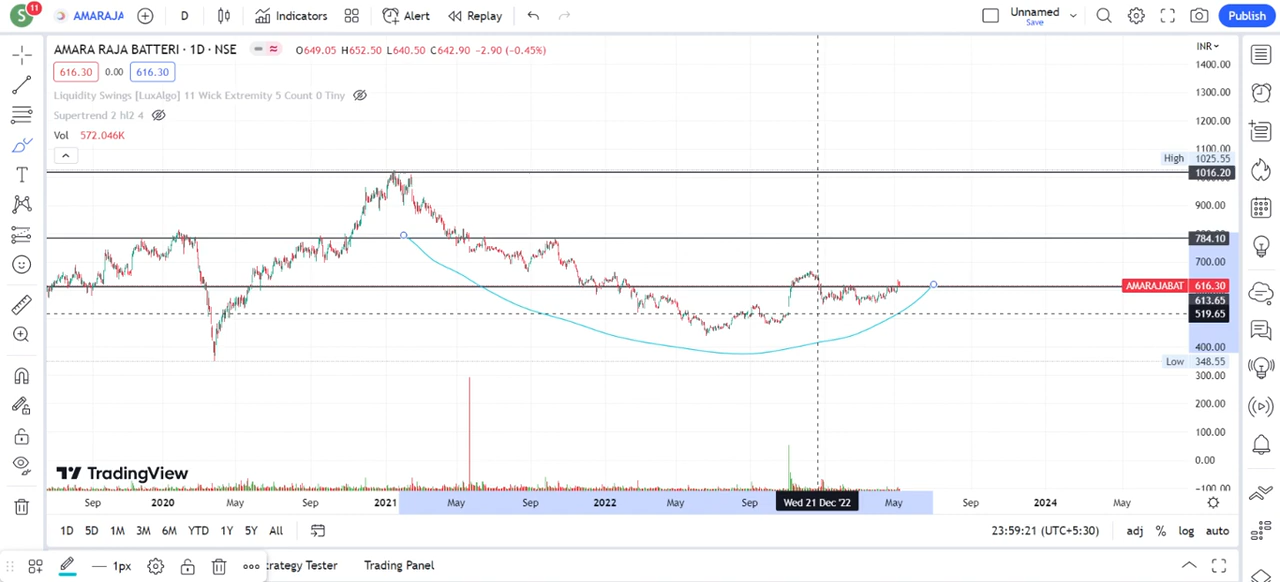 S 11 AMARAJA D Indicators Alert Replay Unnamed Save Publish
AMARA RAJA BATTERI · 1D · NSE O649.05 H652.50 L640.50 C642.90 -2.90 (-0.45%) INR
616.30 0.00 616.30
Liquidity Swings [LuxAlgo] 11 Wick Extremity 5 Count 0 Tiny
Supertrend 2 hl2 4
Vol 572.046K
1400.00
1300.00
1200.00
1100.00
High 1025.55
1016.20
900.00
784.10
700.00
AMARAJABAT 616.30
613.65
519.65
400.00
Low 348.55
300.00
200.00
100.00
0.00
-100.00
TradingView
Sep 2020 May Sep 2021 May Sep 2022 May Sep Wed 21 Dec '22 May Sep 2024 May
1D 5D 1M 3M 6M YTD 1Y 5Y All 23:59:21 (UTC+5:30) adj % log auto
1px trategy Tester Trading Panel